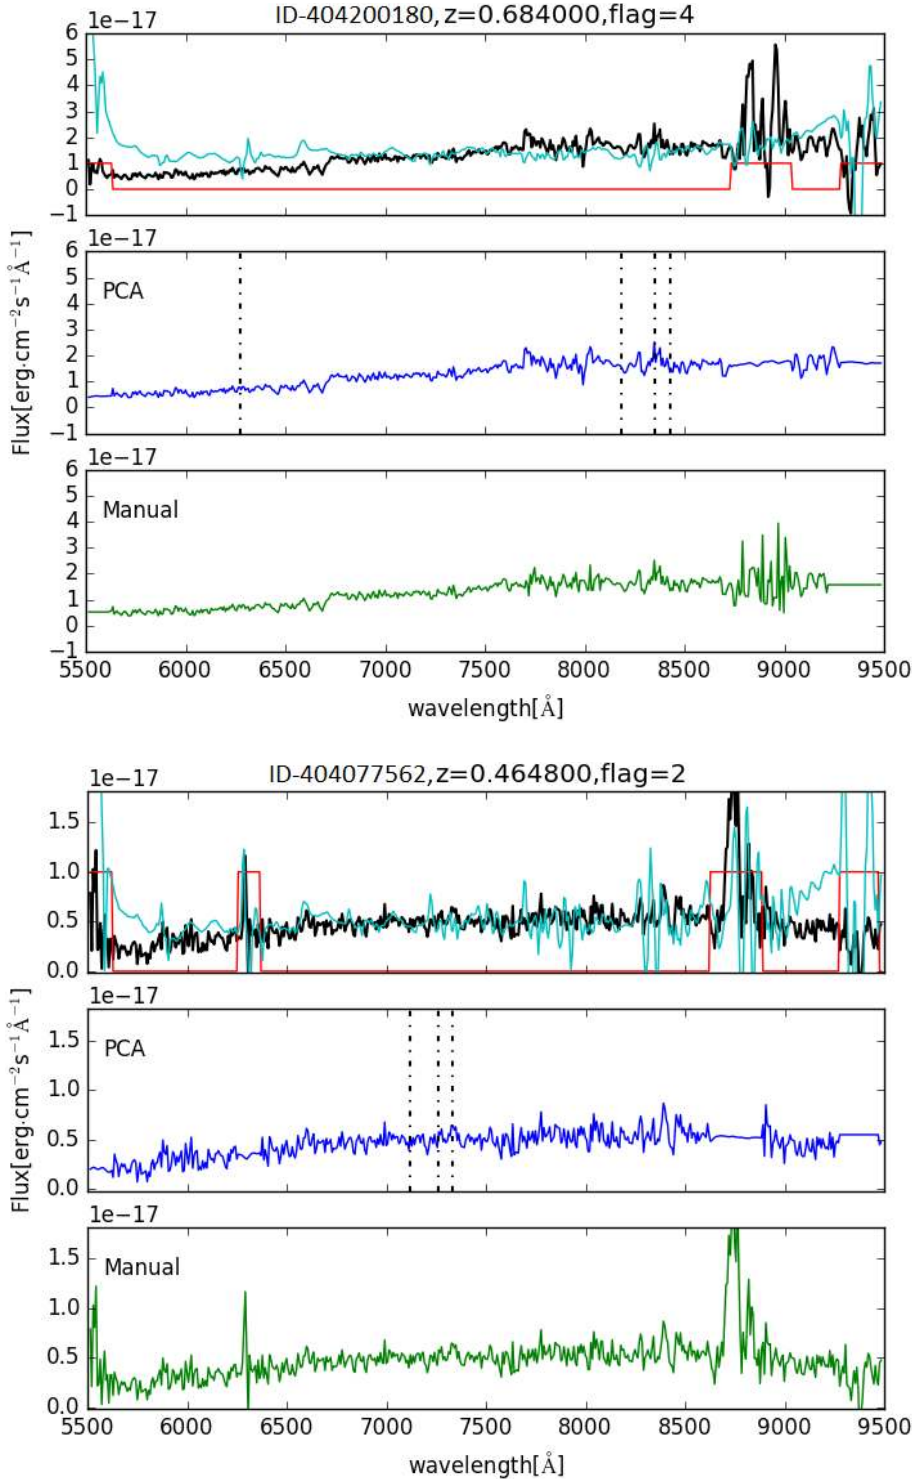 ID-404200180, z=0.684000,flag=4
1e−17
6
5
4
3
2
1
0
−1
1e−17
6
5
4
3
2
1
0
−1
PCA
1e−17
6
5
4
3
2
1
0
−1
Manual
Flux[erg·cm−2s−1Å−1]
5500 6000 6500 7000 7500 8000 8500 9000 9500
wavelength[Å]
ID-404077562, z=0.464800,flag=2
1e−17
1.5
1.0
0.5
0.0
1e−17
1.5
1.0
0.5
0.0
PCA
1e−17
1.5
1.0
0.5
0.0
Manual
Flux[erg·cm−2s−1Å−1]
5500 6000 6500 7000 7500 8000 8500 9000 9500
wavelength[Å]